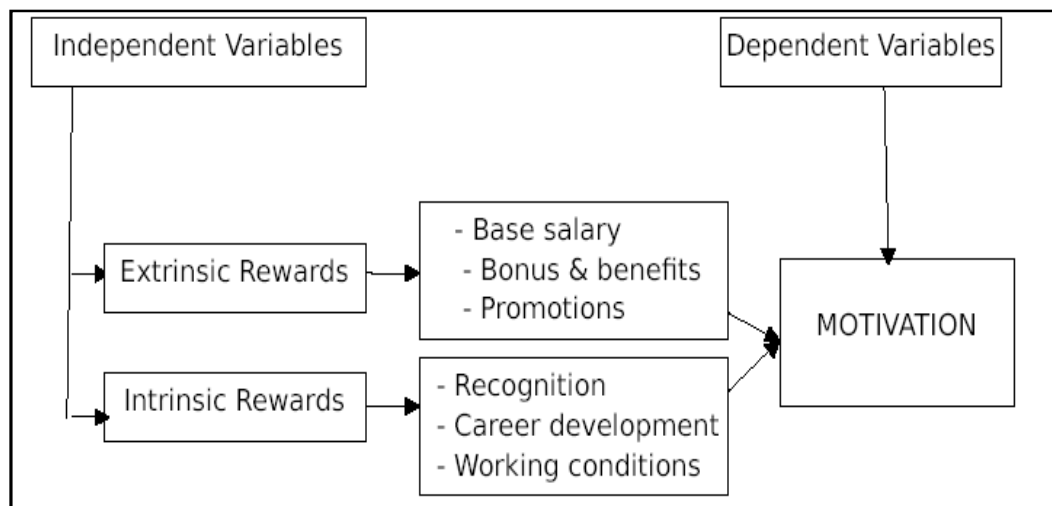 Independent Variables
Dependent Variables
Extrinsic Rewards
- Base salary
- Bonus & benefits
- Promotions
MOTIVATION
Intrinsic Rewards
- Recognition
- Career development
- Working conditions